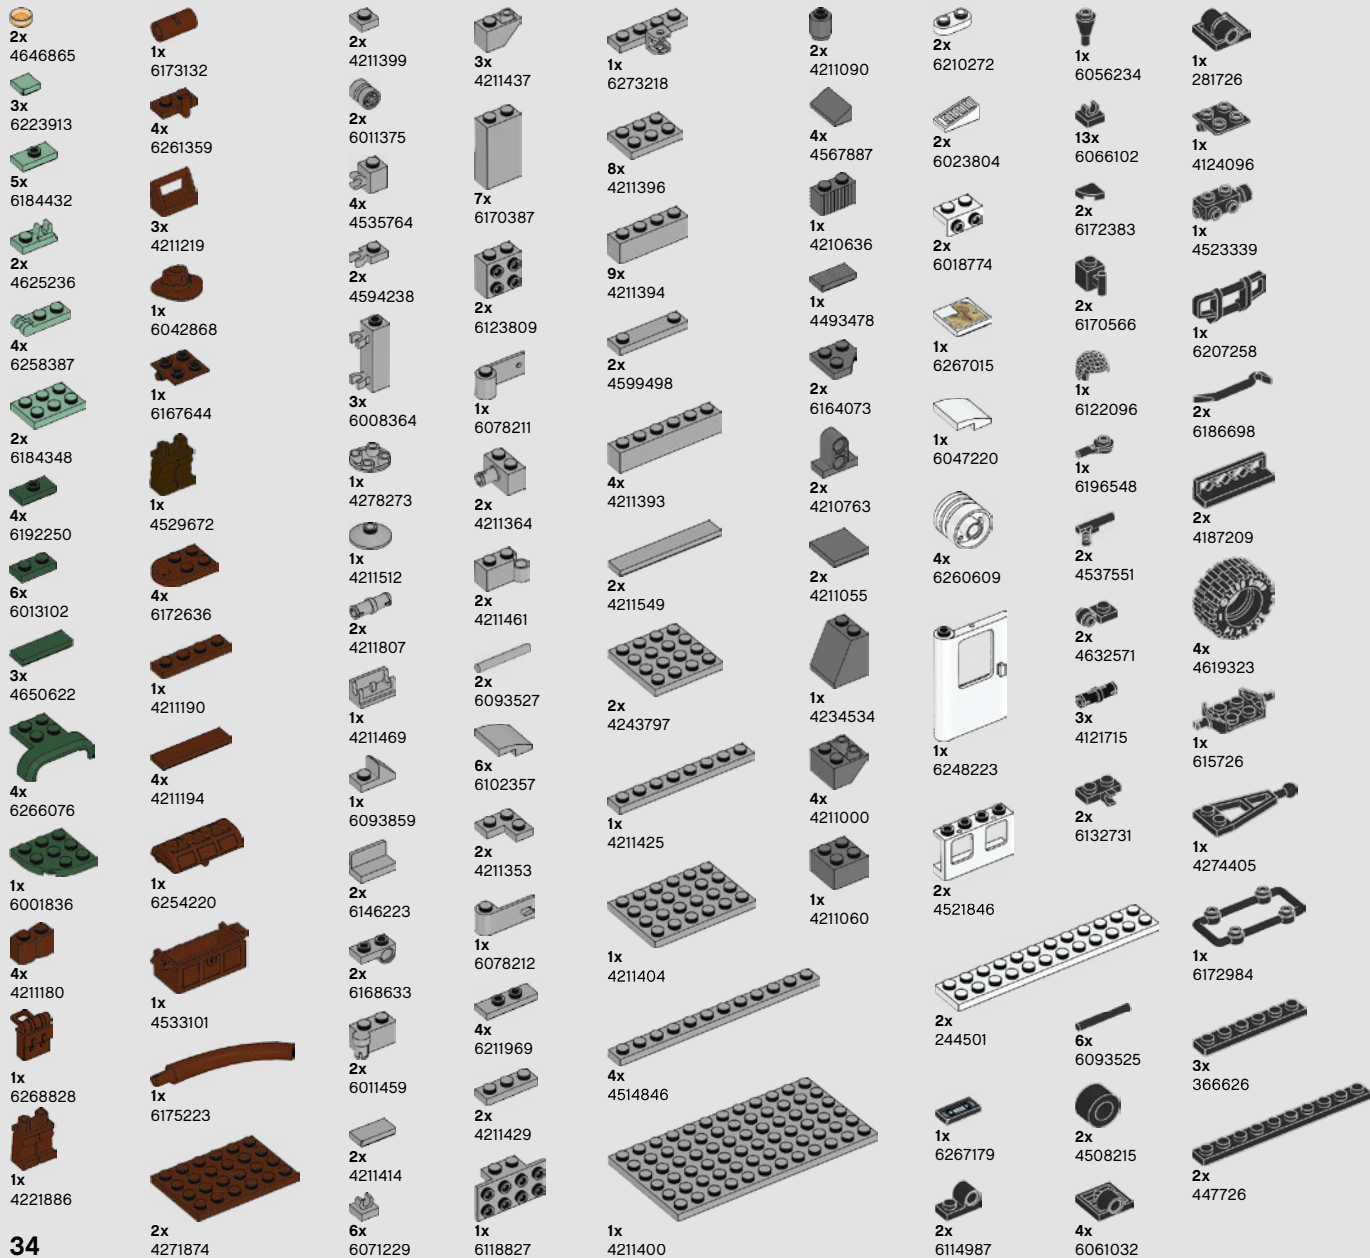 2x
4646865
3x
6223913
5x
6184432
2x
4625236
4x
6258387
2x
6184348
4x
6192250
6x
6013102
3x
4650622
4x
6266076
1x
6001836
4x
4211180
1x
6268828
1x
4221886
34
1x
6173132
4x
6261359
3x
4211219
1x
6042868
1x
6167644
1x
4529672
4x
6172636
1x
4211190
4x
4211194
1x
6254220
1x
4533101
1x
6175223
2x
4271874
2x
4211399
2x
6011375
4x
4535764
2x
4594238
3x
6008364
1x
4278273
1x
4211512
2x
4211807
1x
4211469
1x
6093859
2x
6146223
2x
6168633
2x
6011459
2x
4211414
6x
6071229
3x
4211437
7x
6170387
2x
6123809
1x
6078211
2x
4211364
2x
4211461
2x
6093527
6x
6102357
2x
4211353
1x
6078212
4x
6211969
2x
4211429
1x
6118827
1x
6273218
8x
4211396
9x
4211394
2x
4599498
4x
4211393
2x
4211549
2x
4243797
1x
4211425
1x
4211404
4x
4514846
1x
4211400
2x
4211090
4x
4567887
1x
4210636
1x
4493478
2x
6164073
2x
4210763
2x
4211055
1x
4234534
4x
4211000
1x
4211060
2x
6210272
2x
6023804
2x
6018774
1x
6267015
1x
6047220
4x
6260609
1x
6248223
2x
4521846
2x
244501
1x
6267179
2x
6114987
1x
6056234
13x
6066102
2x
6172383
2x
6170566
1x
6122096
1x
6196548
2x
4537551
2x
4632571
3x
4121715
2x
6132731
6x
6093525
2x
4508215
4x
6061032
1x
281726
1x
4124096
1x
4523339
1x
6207258
2x
6186698
2x
4187209
4x
4619323
1x
615726
1x
4274405
1x
6172984
3x
366626
2x
447726